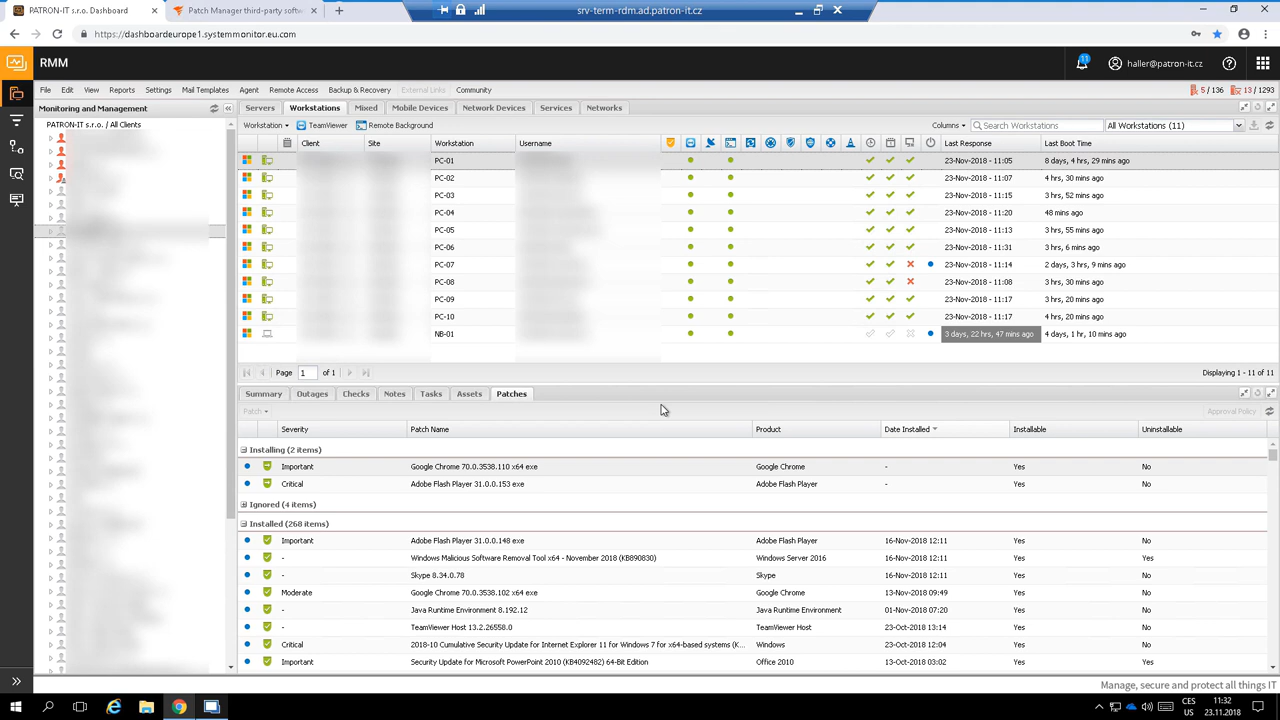 PATRON-IT s.r.o. Dashboard
Patch Manager third-party softw
srv-term-rdm.ad.patron-it.cz
https://dashboardeurope1.systemmonitor.eu.com
RMM
11
haller@patron-it.cz
File Edit View Reports Settings Mail Templates Agent Remote Access Backup & Recovery External Links Community
5 / 136 13 / 1293
Monitoring and Management
Servers Workstations Mixed Mobile Devices Network Devices Services Networks
PATRON-IT s.r.o. / All Clients
Workstation TeamViewer Remote Background Columns Search Workstations All Workstations (11)
Client Site Workstation Username Last Response Last Boot Time
PC-01 23-Nov-2018 - 11:05 8 days, 4 hrs, 29 mins ago
PC-02 23-Nov-2018 - 11:07 4 hrs, 30 mins ago
PC-03 23-Nov-2018 - 11:15 3 hrs, 52 mins ago
PC-04 23-Nov-2018 - 11:20 48 mins ago
PC-05 23-Nov-2018 - 11:13 3 hrs, 55 mins ago
PC-06 23-Nov-2018 - 11:31 3 hrs, 6 mins ago
PC-07 23-Nov-2018 - 11:14 2 days, 3 hrs, 9 mins ago
PC-08 23-Nov-2018 - 11:08 3 hrs, 30 mins ago
PC-09 23-Nov-2018 - 11:17 3 hrs, 20 mins ago
PC-10 23-Nov-2018 - 11:17 4 hrs, 20 mins ago
NB-01 3 days, 22 hrs, 47 mins ago 4 days, 1 hr, 10 mins ago
Page 1 of 1 Displaying 1 - 11 of 11
Summary Outages Checks Notes Tasks Assets Patches
Patch Approval Policy
Severity Patch Name Product Date Installed Installable Uninstallable
Installing (2 items)
Important Google Chrome 70.0.3538.110 x64 exe Google Chrome - Yes No
Critical Adobe Flash Player 31.0.0.153 exe Adobe Flash Player - Yes No
Ignored (4 items)
Installed (268 items)
Important Adobe Flash Player 31.0.0.148 exe Adobe Flash Player 16-Nov-2018 12:11 Yes No
- Windows Malicious Software Removal Tool x64 - November 2018 (KB890830) Windows Server 2016 16-Nov-2018 12:11 Yes Yes
- Skype 8.34.0.78 Skype 16-Nov-2018 12:11 Yes No
Moderate Google Chrome 70.0.3538.102 x64 exe Google Chrome 13-Nov-2018 09:49 Yes No
- Java Runtime Environment 8.192.12 Java Runtime Environment 01-Nov-2018 07:20 Yes No
- TeamViewer Host 13.2.26558.0 TeamViewer Host 23-Oct-2018 13:14 Yes No
Critical 2018-10 Cumulative Security Update for Internet Explorer 11 for Windows 7 for x64-based systems (K... Windows 23-Oct-2018 12:04 Yes No
Important Security Update for Microsoft PowerPoint 2010 (KB4092482) 64-Bit Edition Office 2010 13-Oct-2018 03:02 Yes Yes
Manage, secure and protect all things IT
CES 11:32
US 23.11.2018